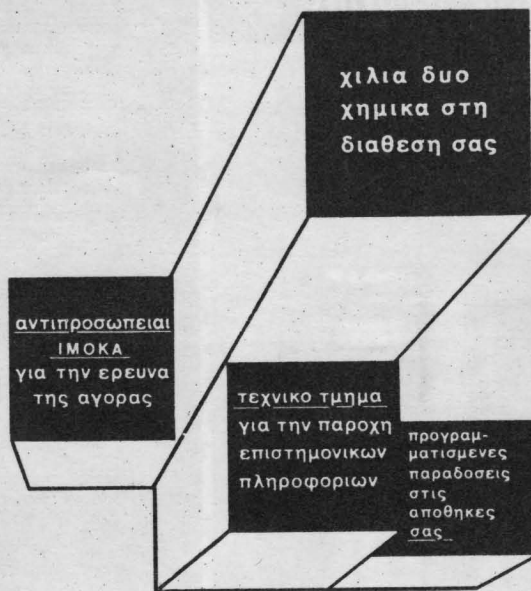 χιλια δυο
χημικα στη
διαθεση σας
αντιπροσωπειαι
ΙΜΟΚΑ
για την ερευνα
της αγορας
τεχνικο τμημα
για την παροχη
επιστημονικων
πληροφοριων
προγραμ-
ματισμενες
παραδοσεις
στις
αποθηκες
σας